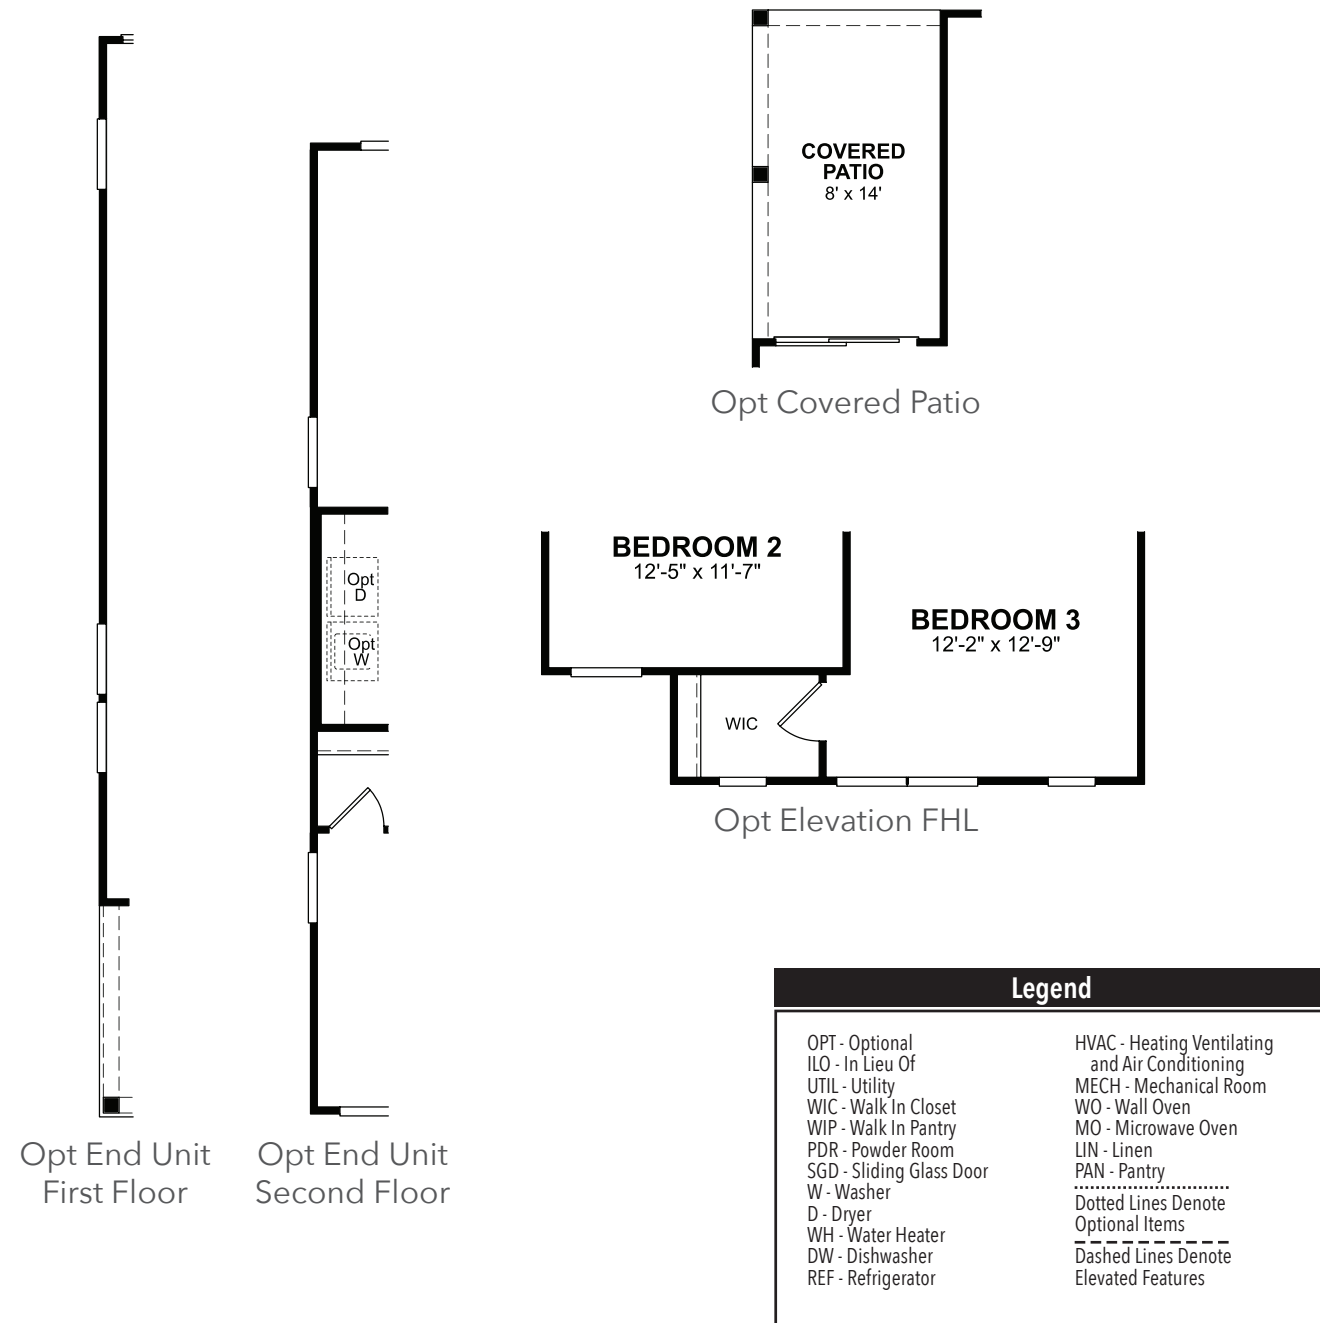 COVERED
PATIO
8' x 14'
Opt Covered Patio
Opt
D
Opt
W
BEDROOM 2
12'-5" x 11'-7"
BEDROOM 3
12'-2" x 12'-9"
WIC
Opt Elevation FHL
Opt End Unit
First Floor
Opt End Unit
Second Floor
Legend
OPT - Optional
ILO - In Lieu Of
UTIL - Utility
WIC - Walk In Closet
WIP - Walk In Pantry
PDR - Powder Room
SGD - Sliding Glass Door
W - Washer
D - Dryer
WH - Water Heater
DW - Dishwasher
REF - Refrigerator
HVAC - Heating Ventilating
and Air Conditioning
MECH - Mechanical Room
WO - Wall Oven
MO - Microwave Oven
LIN - Linen
PAN - Pantry
Dotted Lines Denote
Optional Items
Dashed Lines Denote
Elevated Features